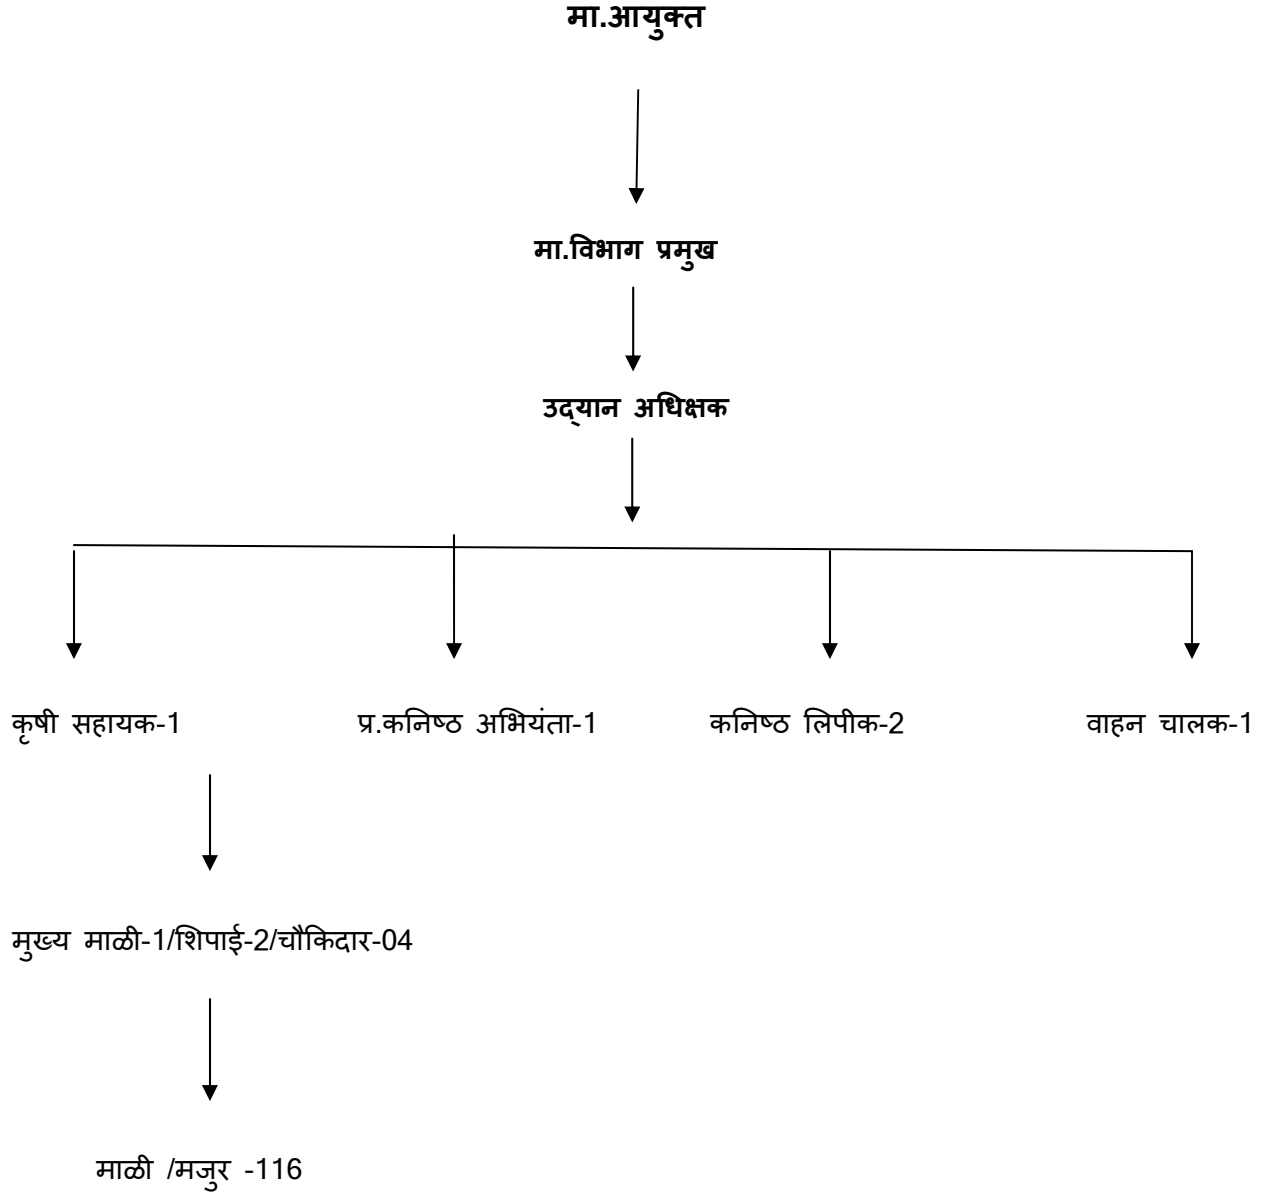 मा.आयुक्त
मा.विभाग प्रमुख
उद्यान अधिक्षक
कृषी सहायक-1 प्र.कनिष्ठ अभियंता-1 कनिष्ठ लिपीक-2 वाहन चालक-1
मुख्य माळी-1/शिपाई-2/चौकिदार-04
माळी /मजुर -116